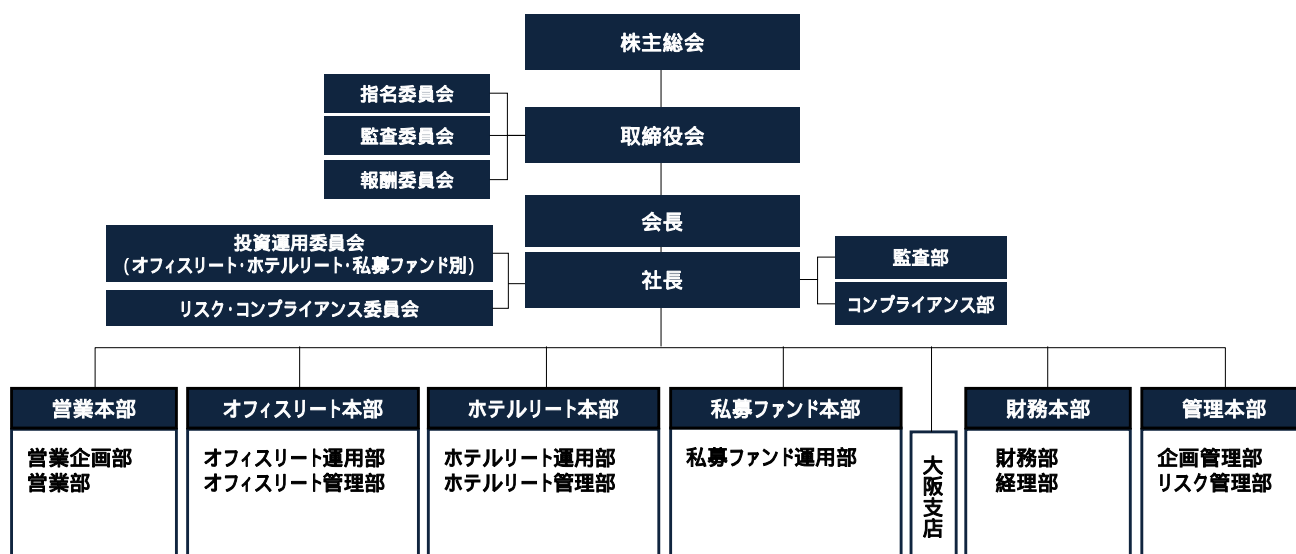 株主総会
指名委員会
監査委員会
報酬委員会
取締役会
会長
投資運用委員会
(オフィスリート・ホテルリート・私募ファンド別)
リスク・コンプライアンス委員会
社長
監査部
コンプライアンス部
営業本部
営業企画部
営業部
オフィスリート本部
オフィスリート運用部
オフィスリート管理部
ホテルリート本部
ホテルリート運用部
ホテルリート管理部
私募ファンド本部
私募ファンド運用部
大阪支店
財務本部
財務部
経理部
管理本部
企画管理部
リスク管理部